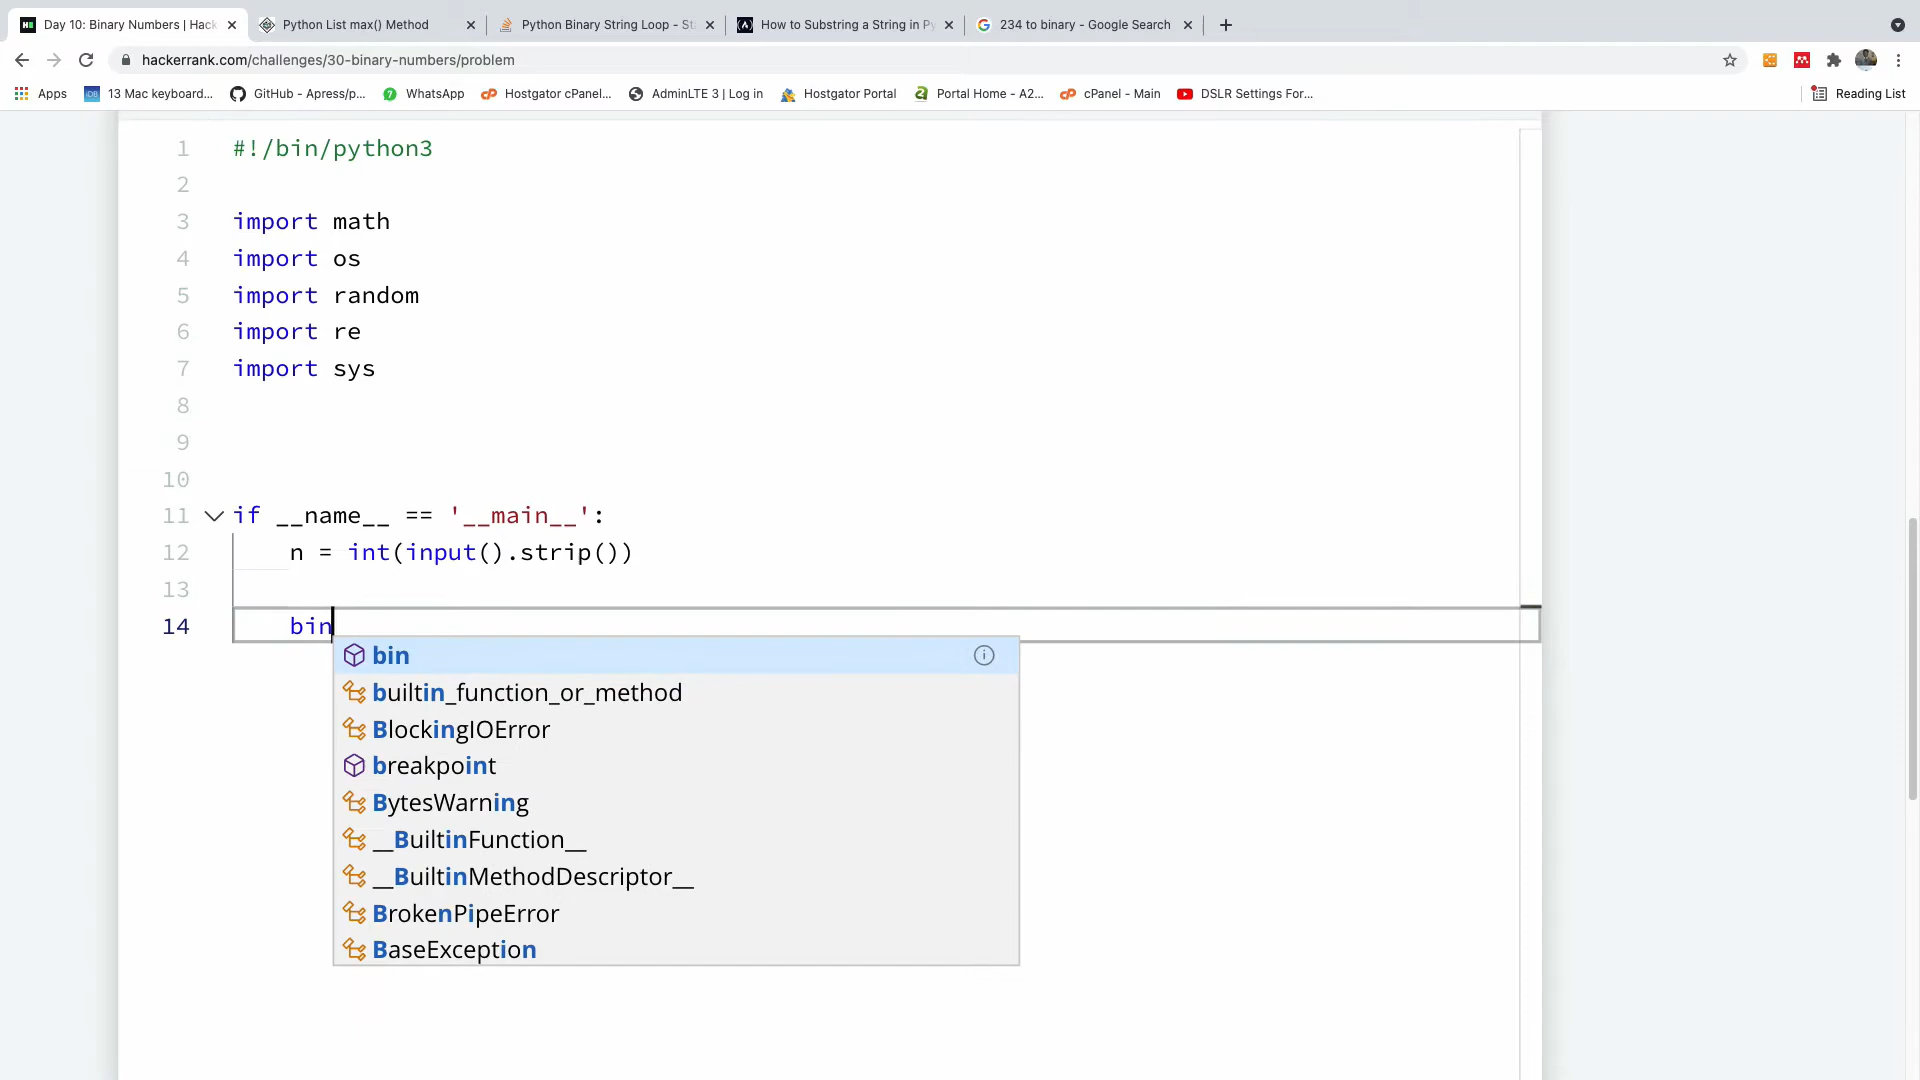 Day 10: Binary Numbers | Hack
Python List max() Method
Python Binary String Loop - Sta
How to Substring a String in Py
234 to binary - Google Search
hackerrank.com/challenges/30-binary-numbers/problem
Apps
13 Mac keyboard...
GitHub - Apress/p...
WhatsApp
Hostgator cPanel...
AdminLTE 3 | Log in
Hostgator Portal
Portal Home - A2...
cPanel - Main
DSLR Settings For...
Reading List
1 #!/bin/python3
2
3 import math
4 import os
5 import random
6 import re
7 import sys
8
9
10
11 if __name__ == '__main__':
12 n = int(input().strip())
13
14 bin
bin
builtin_function_or_method
BlockingIOError
breakpoint
BytesWarning
__BuiltinFunction__
__BuiltinMethodDescriptor__
BrokenPipeError
BaseException